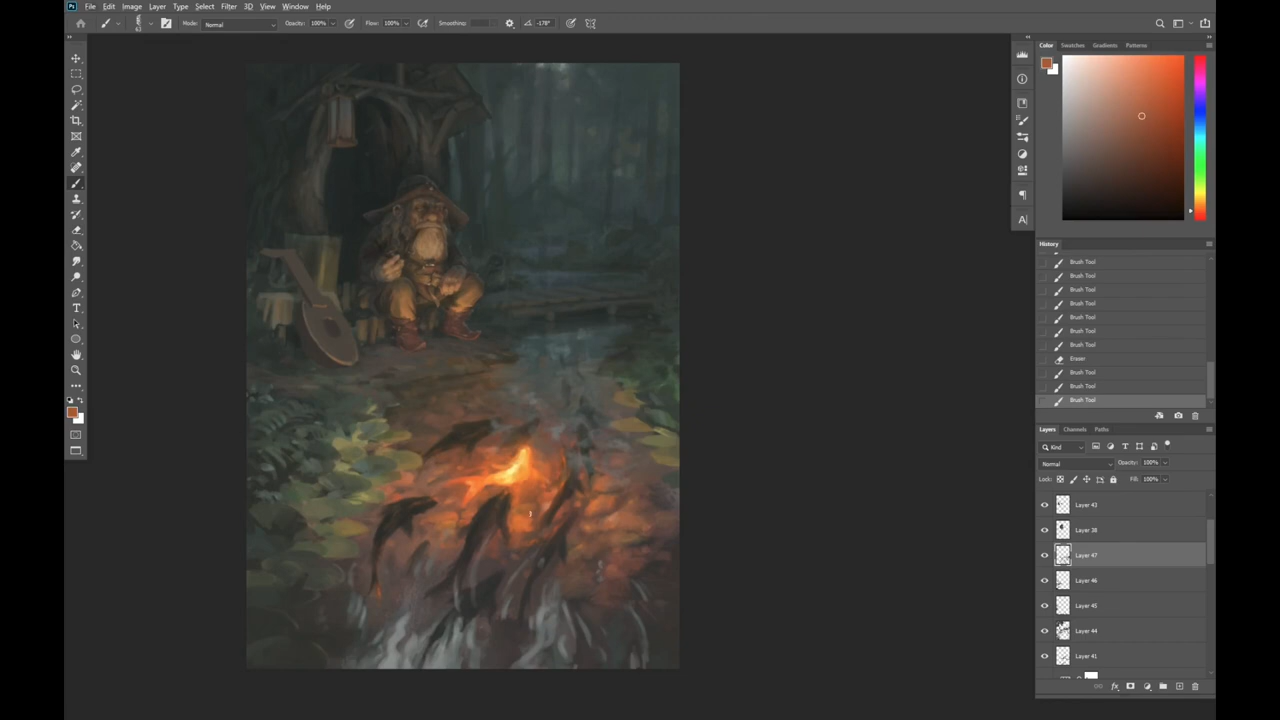 Ps File Edit Image Layer Type Select Filter 3D View Window Help
63 Mode: Normal Opacity: 100% Flow: 100% Smoothing: -178°
Color Swatches Gradients Patterns
History
Brush Tool
Brush Tool
Brush Tool
Brush Tool
Brush Tool
Brush Tool
Brush Tool
Eraser
Brush Tool
Brush Tool
Brush Tool
Layers Channels Paths
Kind
Normal Opacity: 100%
Lock: Fill: 100%
Layer 43
Layer 38
Layer 47
Layer 46
Layer 45
Layer 44
Layer 41